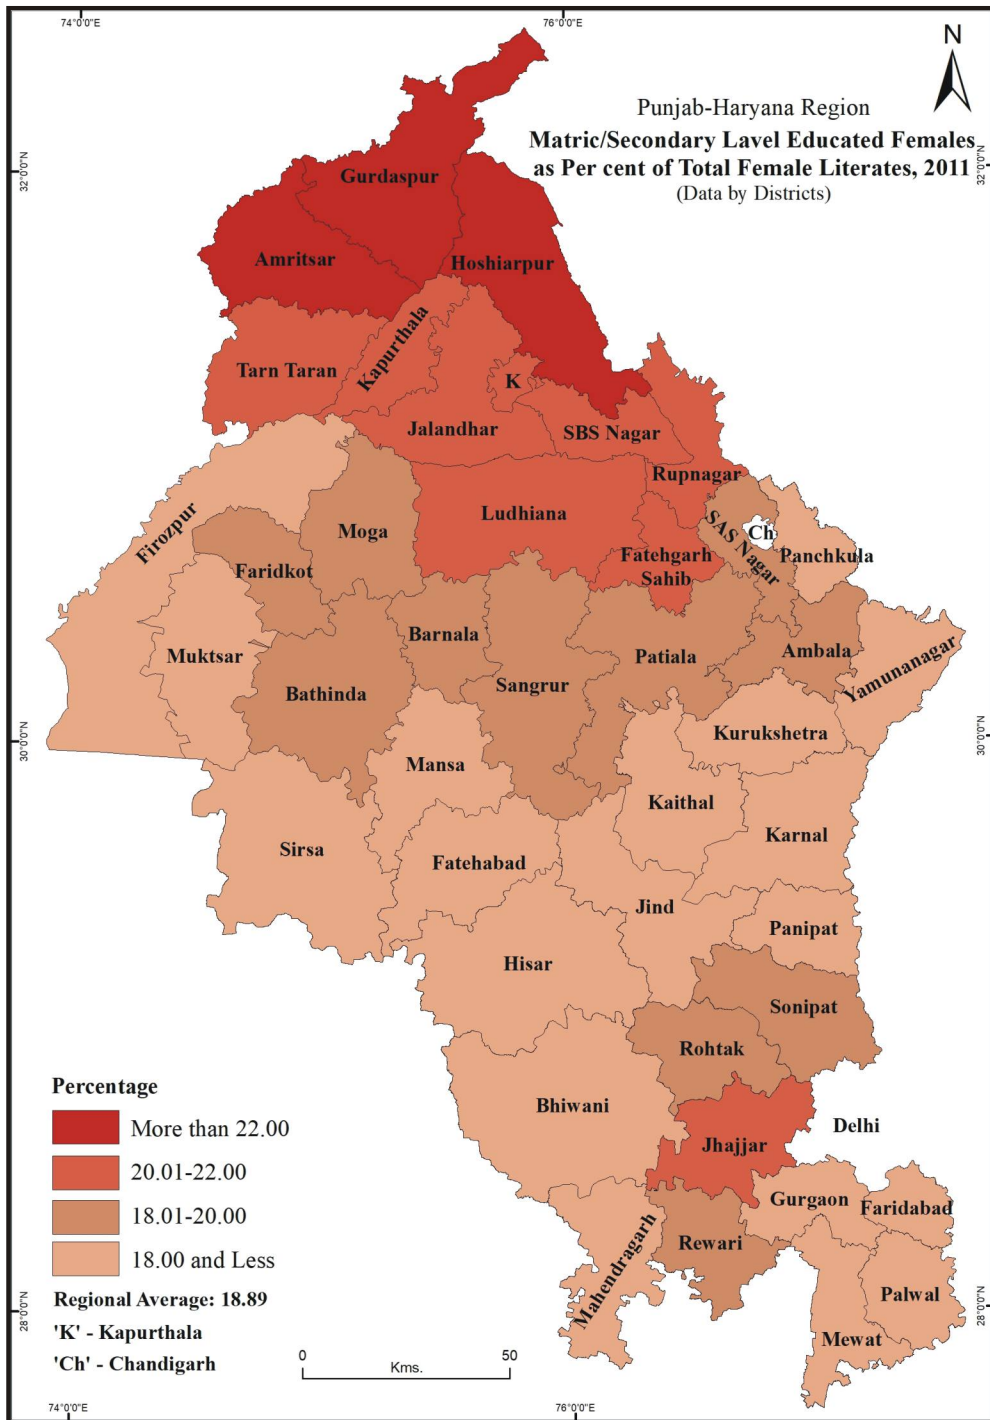 74°0'0"E
76°0'0"E
N
Punjab-Haryana Region
Matric/Secondary Lavel Educated Females
as Per cent of Total Female Literates, 2011
(Data by Districts)
32°0'0"N
32°0'0"N
Gurdaspur
Amritsar
Hoshiarpur
Kapurthala
Tarn Taran
K
Jalandhar
SBS Nagar
Rupnagar
Ludhiana
Moga
Firozpur
SAS Nagar
Ch
Panchkula
Fatehgarh
Sahib
Faridkot
Barnala
Muktsar
Patiala
Ambala
Yamunanagar
Sangrur
Bathinda
30°0'0"N
30°0'0"N
Kurukshetra
Mansa
Kaithal
Karnal
Sirsa
Fatehabad
Jind
Panipat
Hisar
Sonipat
Rohtak
Bhiwani
Delhi
Jhajjar
Gurgaon
Faridabad
Rewari
Mahendragarh
Palwal
Mewat
Percentage
More than 22.00
20.01-22.00
18.01-20.00
18.00 and Less
Regional Average: 18.89
'K' - Kapurthala
'Ch' - Chandigarh
28°0'0"N
28°0'0"N
0 50
Kms.
74°0'0"E
76°0'0"E